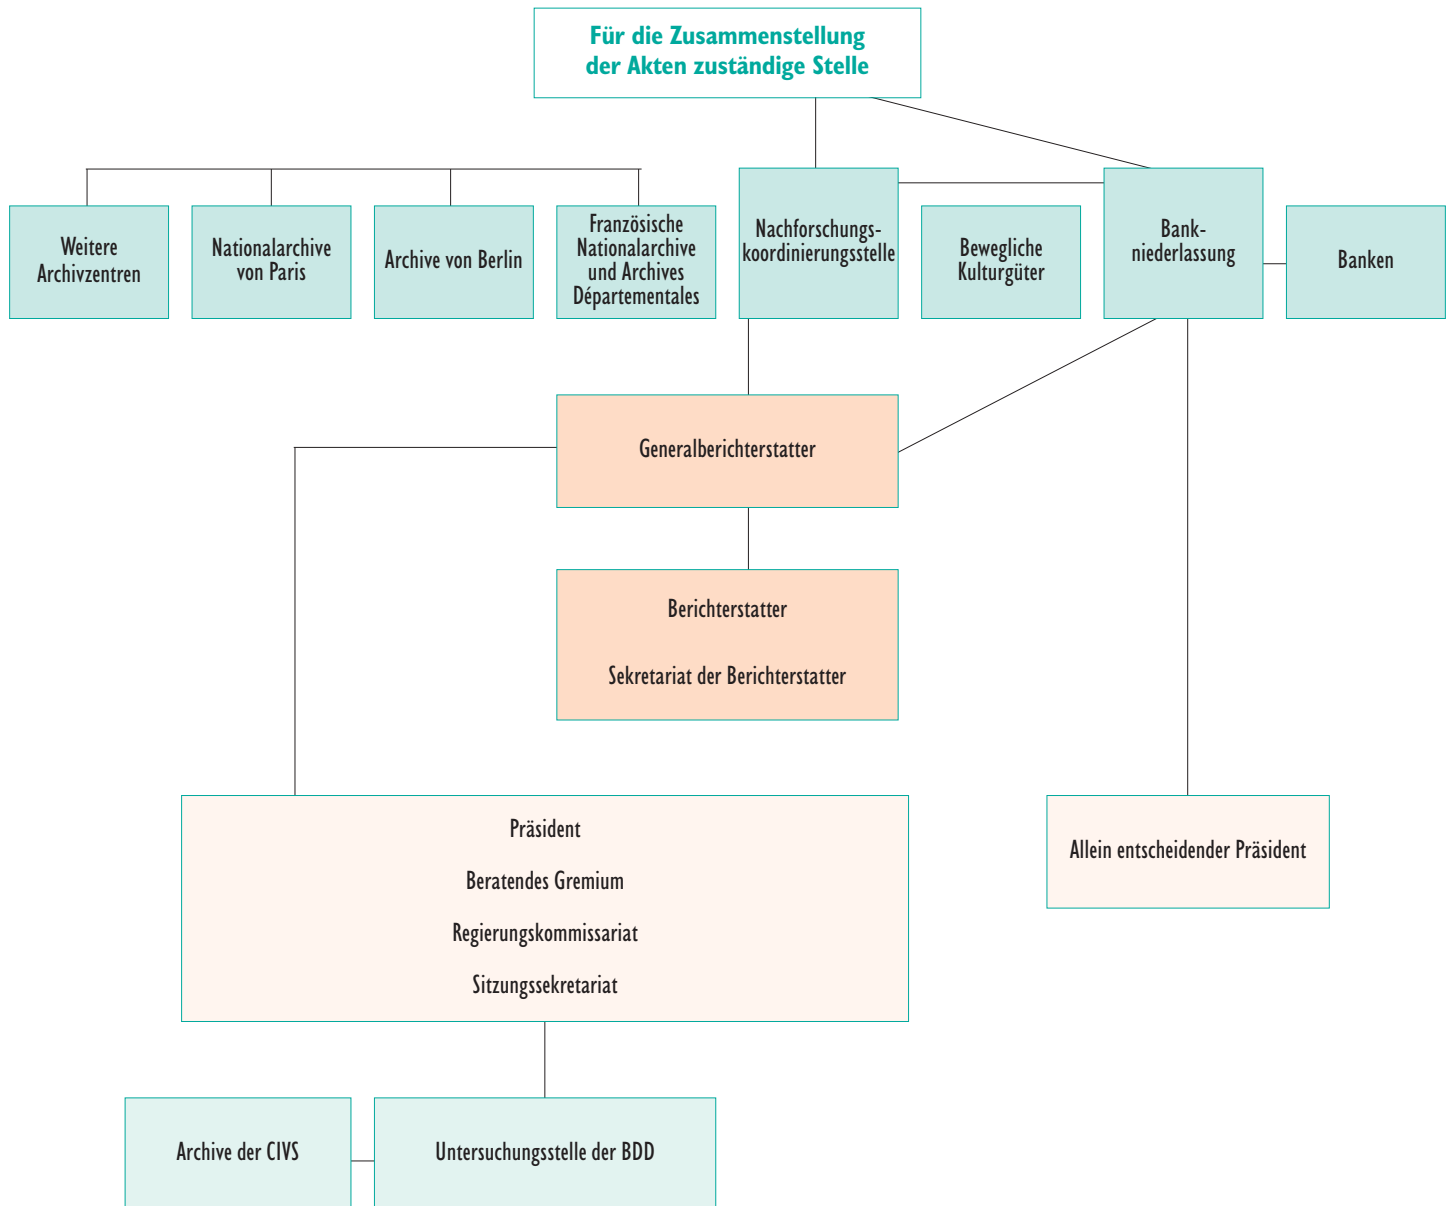 Für die Zusammenstellung
der Akten zuständige Stelle
Weitere
Archivzentren
Nationalarchive
von Paris
Archive von Berlin
Französische
Nationalarchive
und Archives
Départementales
Nachforschungs-
koordinierungsstelle
Bewegliche
Kulturgüter
Bank-
niederlassung
Banken
Generalberichterstatter
Berichterstatter
Sekretariat der Berichterstatter
Präsident
Beratendes Gremium
Regierungskommissariat
Sitzungssekretariat
Allein entscheidender Präsident
Archive der CIVS
Untersuchungsstelle der BDD